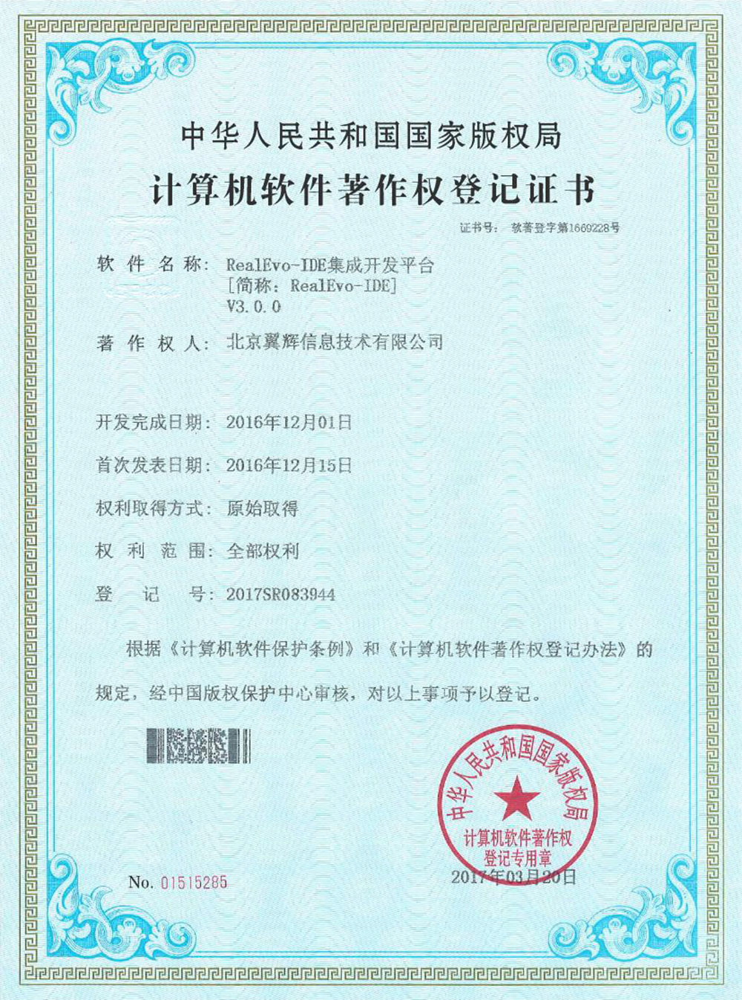 中华人民共和国国家版权局
计算机软件著作权登记证书
证书号： 软著登字第1669228号
软件名称： RealEvo-IDE集成开发平台
[简称：RealEvo-IDE]
V3.0.0
著作权人： 北京翼辉信息技术有限公司
开发完成日期： 2016年12月01日
首次发表日期： 2016年12月15日
权利取得方式： 原始取得
权利范围： 全部权利
登记号： 2017SR083944
根据《计算机软件保护条例》和《计算机软件著作权登记办法》的
规定，经中国版权保护中心审核，对以上事项予以登记。
中华人民共和国国家版权局
计算机软件著作权
登记专用章
No. 01515285
2017年03月20日